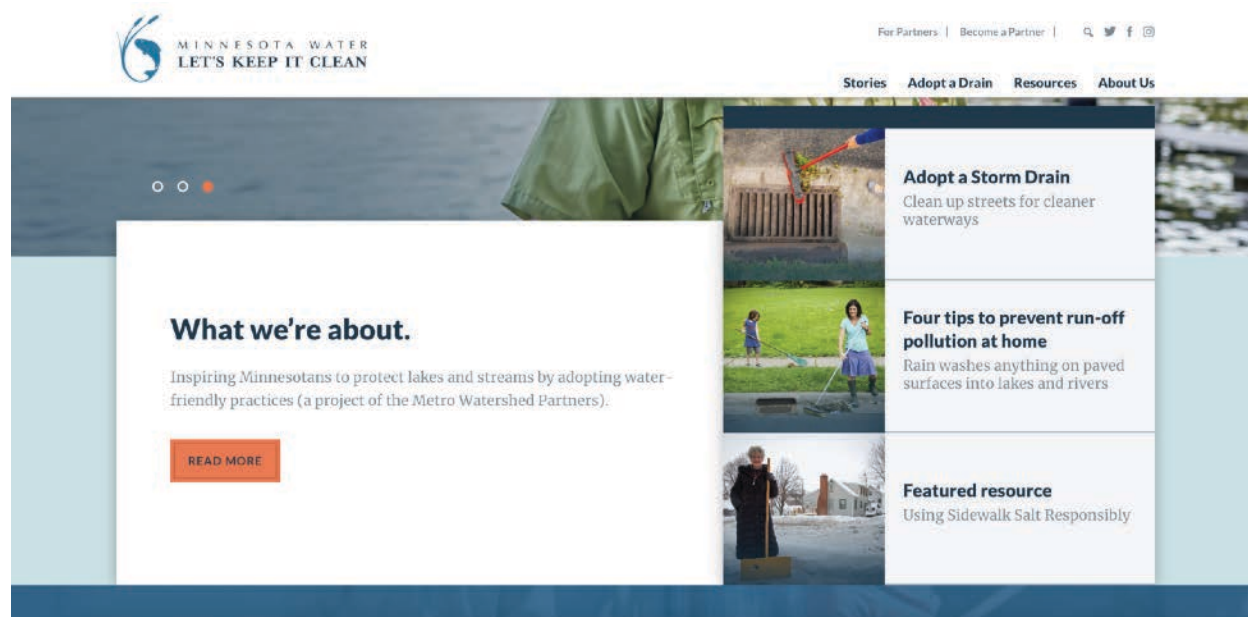 MINNESOTA WATER
LET'S KEEP IT CLEAN
For Partners | Become a Partner |
Stories Adopt a Drain Resources About Us
Adopt a Storm Drain
Clean up streets for cleaner
waterways
What we're about.
Inspiring Minnesotans to protect lakes and streams by adopting water-
friendly practices (a project of the Metro Watershed Partners).
READ MORE
Four tips to prevent run-off
pollution at home
Rain washes anything on paved
surfaces into lakes and rivers
Featured resource
Using Sidewalk Salt Responsibly